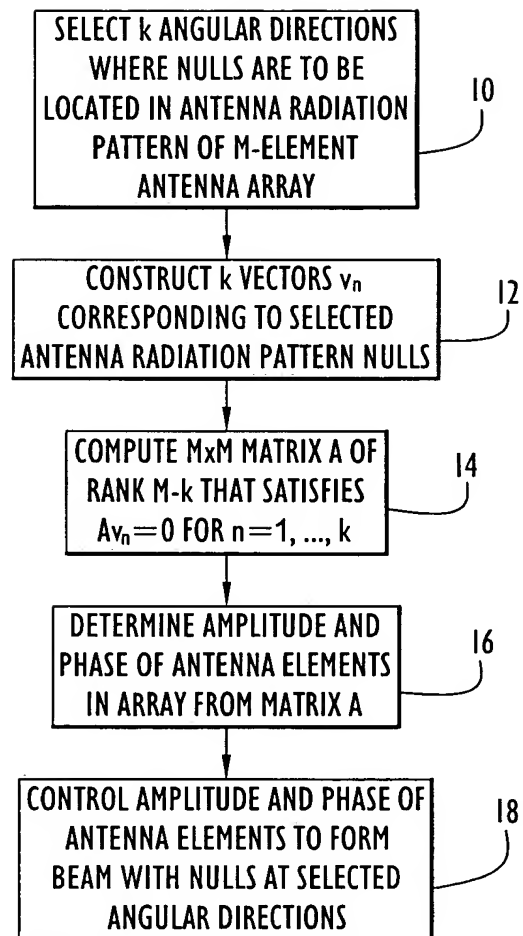 SELECT k ANGULAR DIRECTIONS
WHERE NULLS ARE TO BE
LOCATED IN ANTENNA RADIATION
PATTERN OF M-ELEMENT
ANTENNA ARRAY
10
CONSTRUCT k VECTORS vₙ
CORRESPONDING TO SELECTED
ANTENNA RADIATION PATTERN NULLS
12
COMPUTE MxM MATRIX A OF
RANK M-k THAT SATISFIES
Avₙ=0 FOR n=1, ..., k
14
DETERMINE AMPLITUDE AND
PHASE OF ANTENNA ELEMENTS
IN ARRAY FROM MATRIX A
16
CONTROL AMPLITUDE AND PHASE OF
ANTENNA ELEMENTS TO FORM
BEAM WITH NULLS AT SELECTED
ANGULAR DIRECTIONS
18